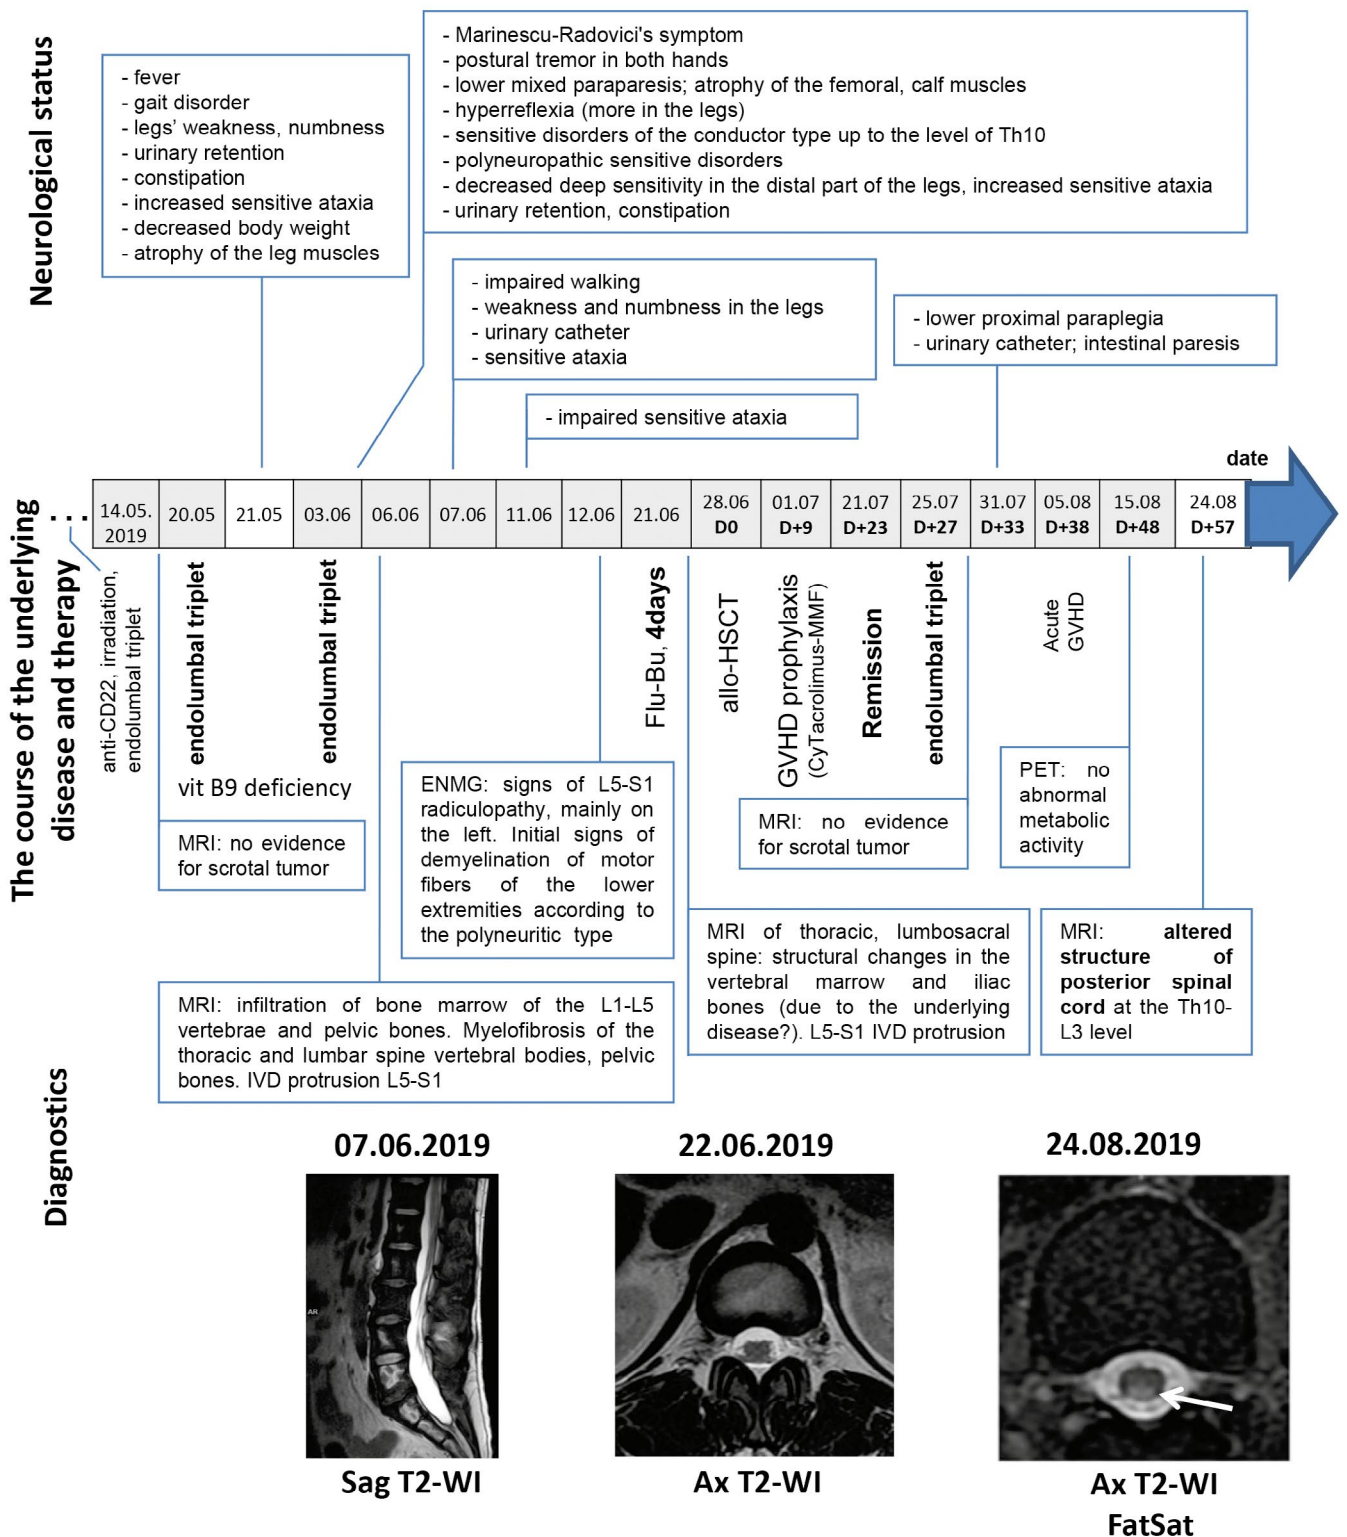 Neurological status
- fever
- gait disorder
- legs' weakness, numbness
- urinary retention
- constipation
- increased sensitive ataxia
- decreased body weight
- atrophy of the leg muscles
- Marinescu-Radovici's symptom
- postural tremor in both hands
- lower mixed paraparesis; atrophy of the femoral, calf muscles
- hyperreflexia (more in the legs)
- sensitive disorders of the conductor type up to the level of Th10
- polyneuropathic sensitive disorders
- decreased deep sensitivity in the distal part of the legs, increased sensitive ataxia
- urinary retention, constipation
- impaired walking
- weakness and numbness in the legs
- urinary catheter
- sensitive ataxia
- impaired sensitive ataxia
- lower proximal paraplegia
- urinary catheter; intestinal paresis
date
The course of the underlying
disease and therapy
...
14.05.
2019
20.05
21.05
03.06
06.06
07.06
11.06
12.06
21.06
28.06
D0
01.07
D+9
21.07
D+23
25.07
D+27
31.07
D+33
05.08
D+38
15.08
D+48
24.08
D+57
anti-CD22, irradiation,
endolumbal triplet
endolumbal triplet
endolumbal triplet
vit B9 deficiency
Flu-Bu, 4days
allo-HSCT
GVHD prophylaxis
(CyTacrolimus-MMF)
Remission
endolumbal triplet
Acute
GVHD
Diagnostics
MRI: no evidence
for scrotal tumor
ENMG: signs of L5-S1
radiculopathy, mainly on
the left. Initial signs of
demyelination of motor
fibers of the lower
extremities according to
the polyneuritic type
MRI: no evidence
for scrotal tumor
PET: no
abnormal
metabolic
activity
MRI: infiltration of bone marrow of the L1-L5
vertebrae and pelvic bones. Myelofibrosis of the
thoracic and lumbar spine vertebral bodies, pelvic
bones. IVD protrusion L5-S1
MRI of thoracic, lumbosacral
spine: structural changes in the
vertebral marrow and iliac
bones (due to the underlying
disease?). L5-S1 IVD protrusion
MRI: altered
structure of
posterior spinal
cord at the Th10-
L3 level
07.06.2019
22.06.2019
24.08.2019
AR
Sag T2-WI
Ax T2-WI
Ax T2-WI
FatSat